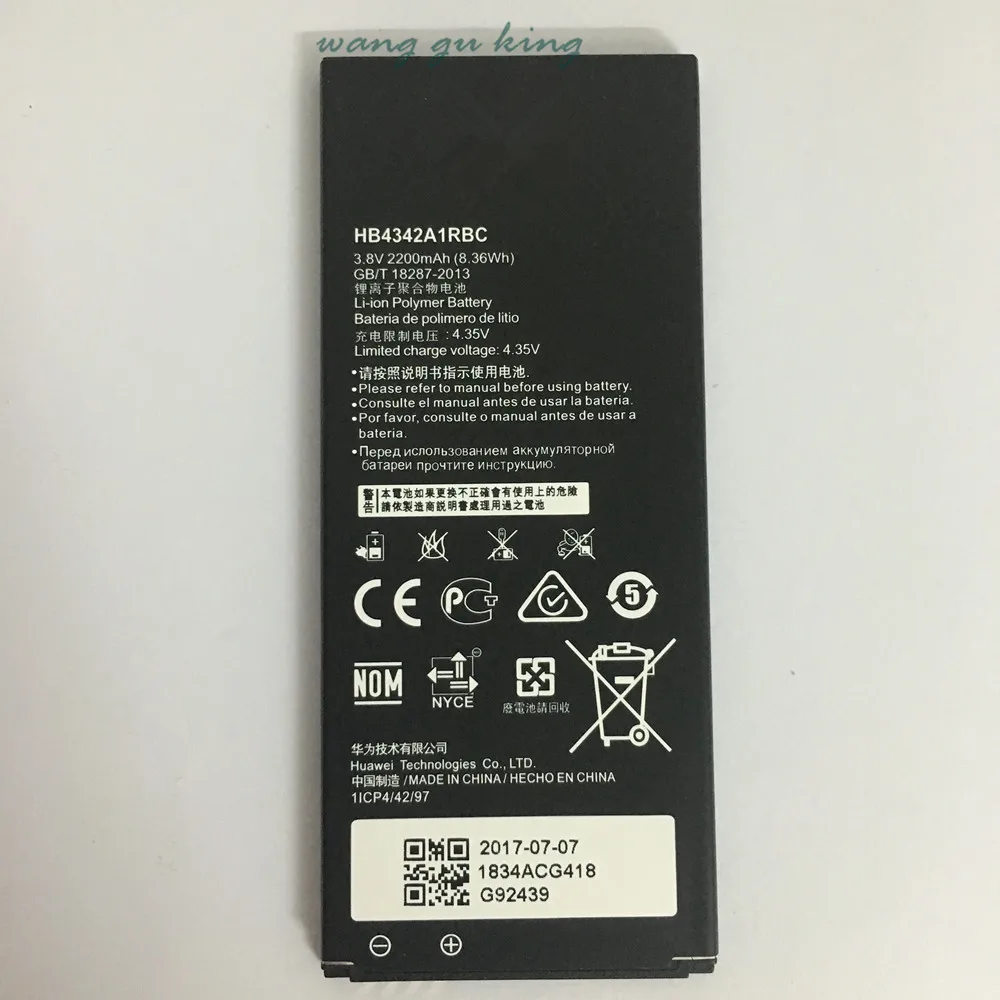 wang gu king
HB4342A1RBC
3.8V 2200mAh (8.36Wh)
GB/T 18287-2013
锂离子聚合物电池
Li-ion Polymer Battery
Bateria de polimero de litio
充电限制电压：4.35V
Limited charge voltage: 4.35V
•请按照说明书指示使用电池.
•Please refer to manual before using battery.
•Consulte el manual antes de usar la batería.
•Por favor, consulte o manual antes de usar a
bateria.
•Перед использованием аккумуляторной
батареи прочтите инструкцию.
警告 本電池如果更換不正確會有使用上的危險
請依製造商説明書處理用過之電池
CE PCT 5
NOM NYCE
廢電池請回收
华为技术有限公司
Huawei Technologies Co., LTD.
中国制造 /MADE IN CHINA / HECHO EN CHINA
1ICP4/42/97
2017-07-07
1834ACG418
G92439